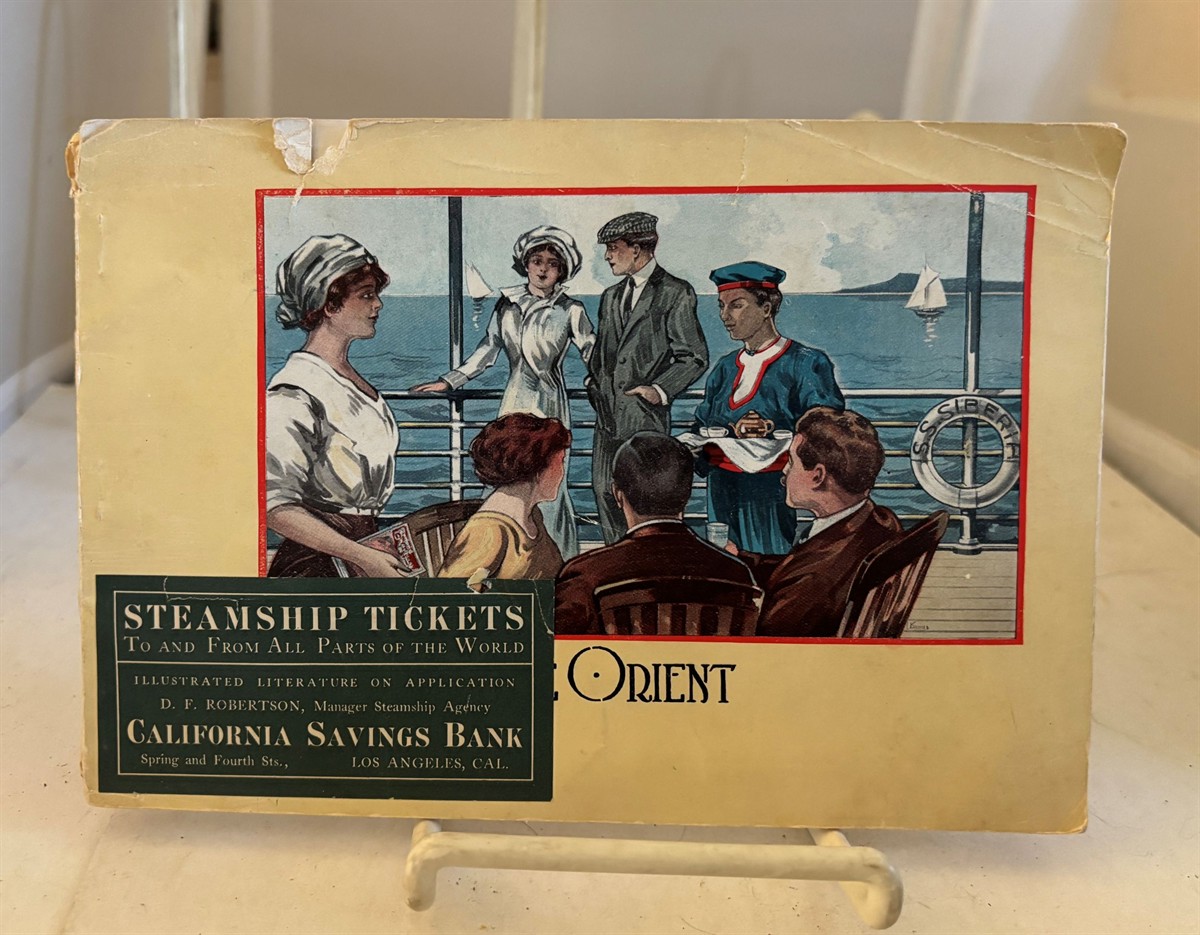 S.S. SIBERIA
STEAMSHIP TICKETS
TO AND FROM ALL PARTS OF THE WORLD
ILLUSTRATED LITERATURE ON APPLICATION
D. F. ROBERTSON, Manager Steamship Agency
CALIFORNIA SAVINGS BANK
Spring and Fourth Sts., LOS ANGELES, CAL.
ORIENT